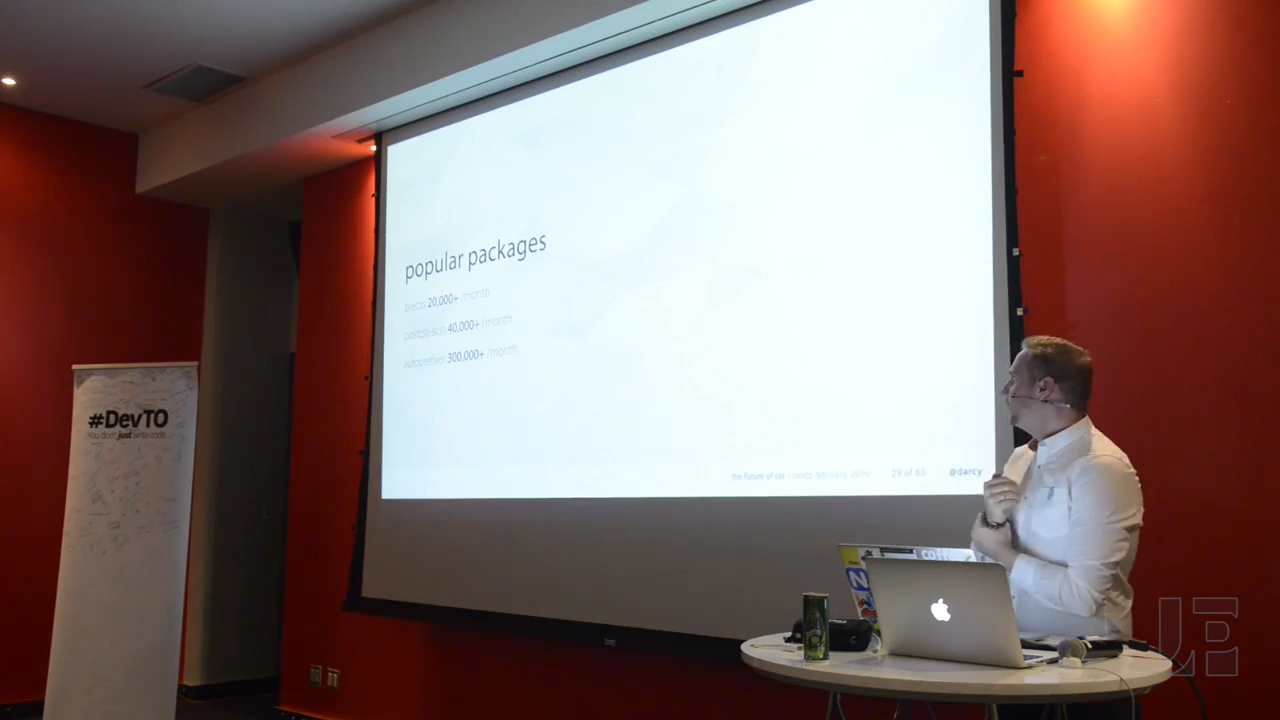 popular packages
precss 20,000+ /month
postcss-scss 40,000+ /month
autoprefixer 300,000+ /month
the future of css - devto february, 2016 29 of 63 @darcy
#DevTO
You don't just write code...
coffee
N